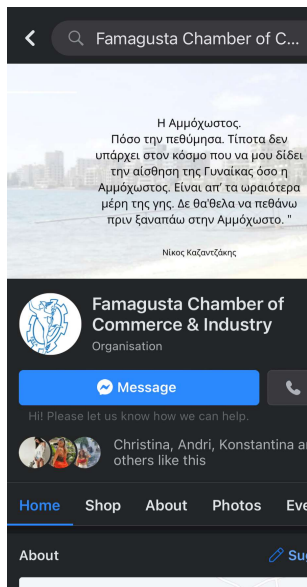 Famagusta Chamber of C...
Η Αμμόχωστος.
Πόσο την πεθύμησα. Τίποτα δεν
υπάρχει στον κόσμο που να μου δίδει
την αίσθηση της Γυναίκας όσο η
Αμμόχωστος. Είναι απ’ τα ωραιότερα
μέρη της γης. Δε θα'θελα να πεθάνω
πριν ξαναπάω στην Αμμόχωστο. "
Νίκος Καζαντζάκης
Famagusta Chamber of
Commerce & Industry
Organisation
Message
Hi! Please let us know how we can help.
Christina, Andri, Konstantina a
others like this
Home Shop About Photos Eve
About Su